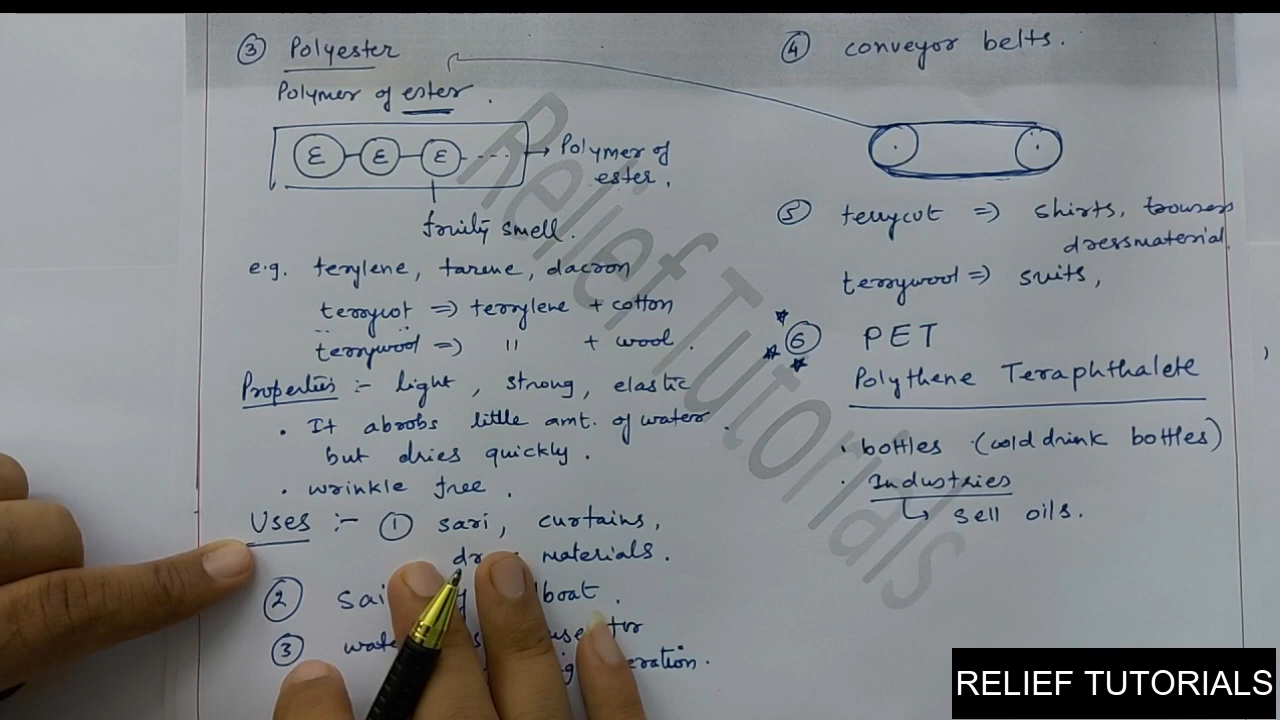 ③ Polyester
Polymer of ester.
E E E ---- → Polymer of
ester.
fruity smell.
e.g. terylene, tarene, dacron
terrycot => terrylene + cotton
terrywool => " + wool.
Properties :- light, strong, elastic
• It abrobs little amt. of water.
but dries quickly.
• wrinkle free.
Uses :- ① sari, curtains,
materials.
②
③
④ conveyor belts.
⑤ terrycot => shirts, trousers
dressmaterial.
terrywool => suits,
⑥ PET
Polythene Teraphthalete
• bottles (cold drink bottles)
• Industries
↳ sell oils.
Relief Tutorials
RELIEF TUTORIALS